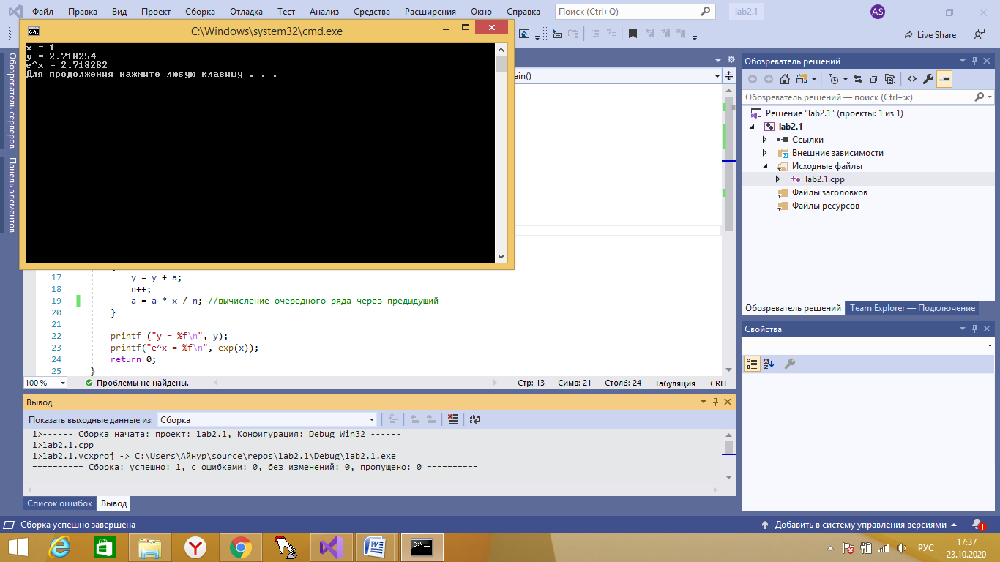 Файл Правка Вид Проект Сборка Отладка Тест Анализ Средства Расширения Окно Справка Поиск (Ctrl+Q) lab2.1 AS
C:\Windows\system32\cmd.exe
Live Share
x = 1
y = 2.718254
e^x = 2.718282
Для продолжения нажмите любую клавишу . . .
Обозреватель серверов
Панель элементов
ain()
17 y = y + a;
18 n++;
19 a = a * x / n; //вычисление очередного ряда через предыдущий
20 }
21
22 printf ("y = %f\n", y);
23 printf("e^x = %f\n", exp(x));
24 return 0;
25 }
100 % Проблемы не найдены. Стр: 13 Симв: 21 Столб: 24 Табуляция CRLF
Вывод
Показать выходные данные из: Сборка
1>------ Сборка начата: проект: lab2.1, Конфигурация: Debug Win32 ------
1>lab2.1.cpp
1>lab2.1.vcxproj -> C:\Users\Айнур\source\repos\lab2.1\Debug\lab2.1.exe
========== Сборка: успешно: 1, с ошибками: 0, без изменений: 0, пропущено: 0 ==========
Список ошибок Вывод
Обозреватель решений
Обозреватель решений — поиск (Ctrl+ж)
Решение "lab2.1" (проекты: 1 из 1)
lab2.1
Ссылки
Внешние зависимости
Исходные файлы
lab2.1.cpp
Файлы заголовков
Файлы ресурсов
Обозреватель решений Team Explorer — Подключение
Свойства
Сборка успешно завершена Добавить в систему управления версиями 1
РУС 17:37
23.10.2020